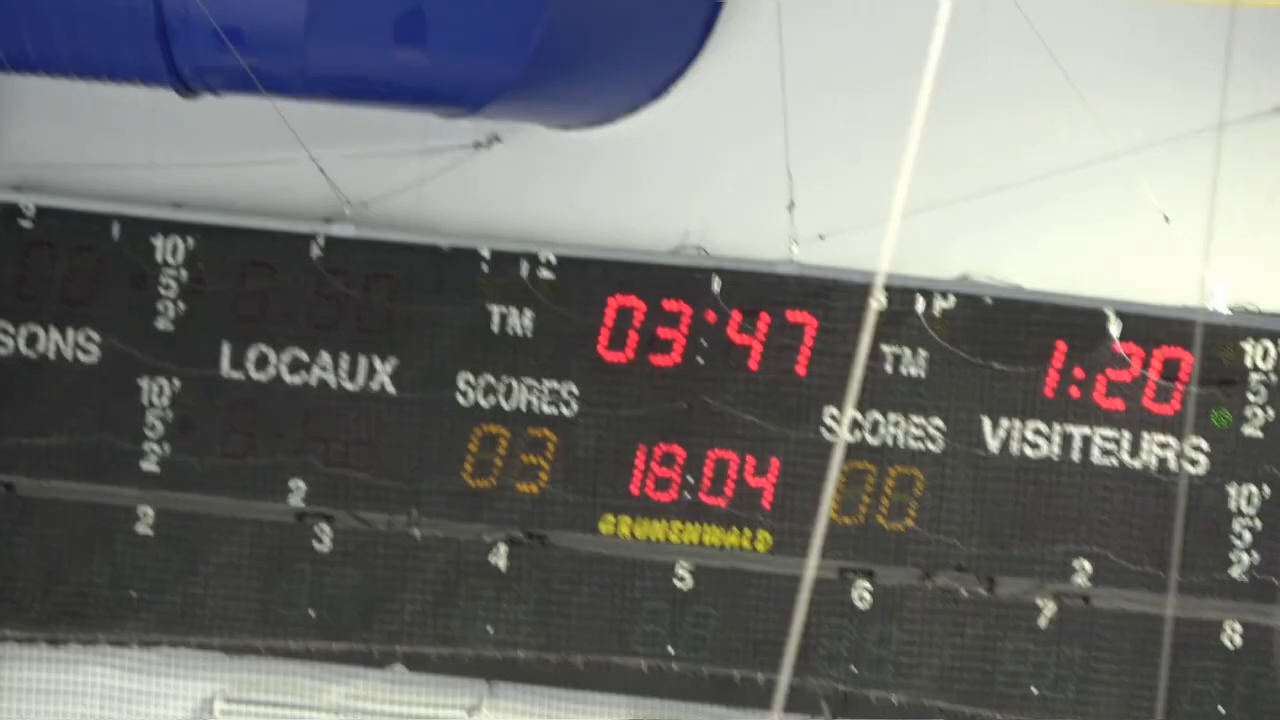 10' 5' 2' TM 03:47 TM 1:20 10' 5' 2'
SONS LOCAUX SCORES SCORES VISITEURS
10' 5' 2' 03 18:04 00 10' 5' 2'
GRUNENWALD
2 2
2 3 4 5 6 7 8